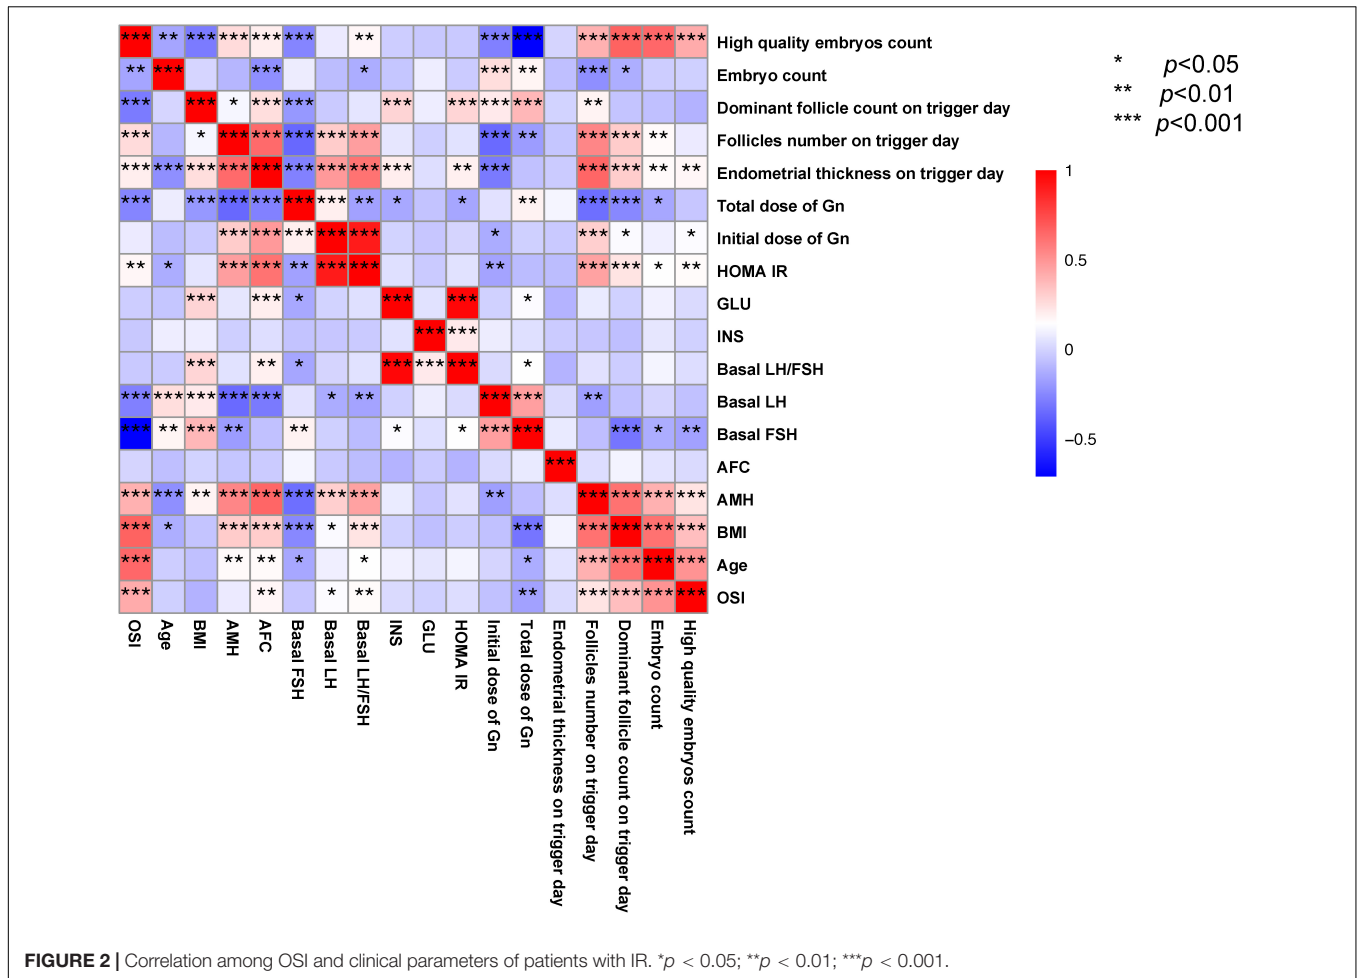 *** ** *** *** *** *** ** *** *** *** *** *** *** High quality embryos count
** *** *** * *** ** *** * Embryo count
*** *** * *** *** *** *** *** *** ** Dominant follicle count on trigger day
*** * *** *** *** *** *** *** ** *** *** ** Follicles number on trigger day
*** *** *** *** *** *** *** *** *** ** *** *** *** ** ** Endometrial thickness on trigger day
*** *** *** *** *** *** ** * * ** *** *** * Total dose of Gn
*** *** *** *** *** * *** * * Initial dose of Gn
** * *** *** ** *** *** ** *** *** * ** HOMA IR
*** *** * *** *** * GLU
*** *** INS
*** ** * *** *** *** * Basal LH/FSH
*** *** *** *** *** * ** *** *** ** Basal LH
*** ** *** ** ** * * *** *** *** * ** Basal FSH
*** AFC
*** *** ** *** *** *** *** *** ** *** *** *** *** AMH
*** * *** *** *** * *** *** *** *** *** *** BMI
*** ** ** * * * *** *** *** *** Age
*** ** * ** ** *** *** *** *** OSI
OSI
Age
BMI
AMH
AFC
Basal FSH
Basal LH
Basal LH/FSH
INS
GLU
HOMA IR
Initial dose of Gn
Total dose of Gn
Endometrial thickness on trigger day
Follicles number on trigger day
Dominant follicle count on trigger day
Embryo count
High quality embryos count
* p<0.05
** p<0.01
*** p<0.001
1
0.5
0
−0.5
FIGURE 2 | Correlation among OSI and clinical parameters of patients with IR. *p < 0.05; **p < 0.01; ***p < 0.001.